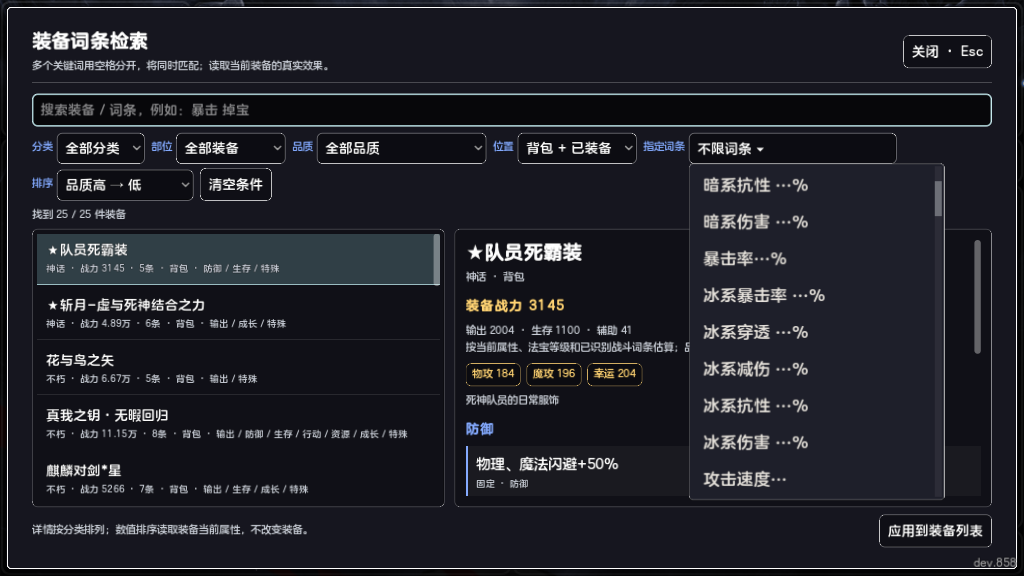 装备词条检索
多个关键词用空格分开，将同时匹配；读取当前装备的真实效果。
关闭 · Esc
搜索装备 / 词条，例如：暴击 掉宝
分类 全部分类 部位 全部装备 品质 全部品质 位置 背包 + 已装备 指定词条 不限词条
排序 品质高 → 低 清空条件
找到 25 / 25 件装备
★队员死霸装
神话 · 战力 3145 · 5条 · 背包 · 防御 / 生存 / 特殊
★斩月-虚与死神结合之力
神话 · 战力 4.89万 · 6条 · 背包 · 输出 / 成长 / 特殊
花与鸟之矢
不朽 · 战力 6.67万 · 5条 · 背包 · 输出 / 特殊
真我之钥 · 无暇回归
不朽 · 战力 11.15万 · 8条 · 背包 · 输出 / 防御 / 生存 / 行动 / 资源 / 成长 / 特殊
麒麟对剑*星
不朽 · 战力 5266 · 7条 · 背包 · 输出 / 生存 / 成长 / 特殊
★队员死霸装
神话 · 背包
装备战力 3145
输出 2004 · 生存 1100 · 辅助 41
按当前属性、法宝等级和已识别战斗词条估算；
物攻 184 魔攻 196 幸运 204
死神队员的日常服饰
防御
物理、魔法闪避+50%
固定 · 防御
暗系抗性 ⋯%
暗系伤害 ⋯%
暴击率⋯%
冰系暴击率 ⋯%
冰系穿透 ⋯%
冰系减伤 ⋯%
冰系抗性 ⋯%
冰系伤害 ⋯%
攻击速度⋯
详情按分类排列；数值排序读取装备当前属性，不改变装备。
应用到装备列表
dev.858